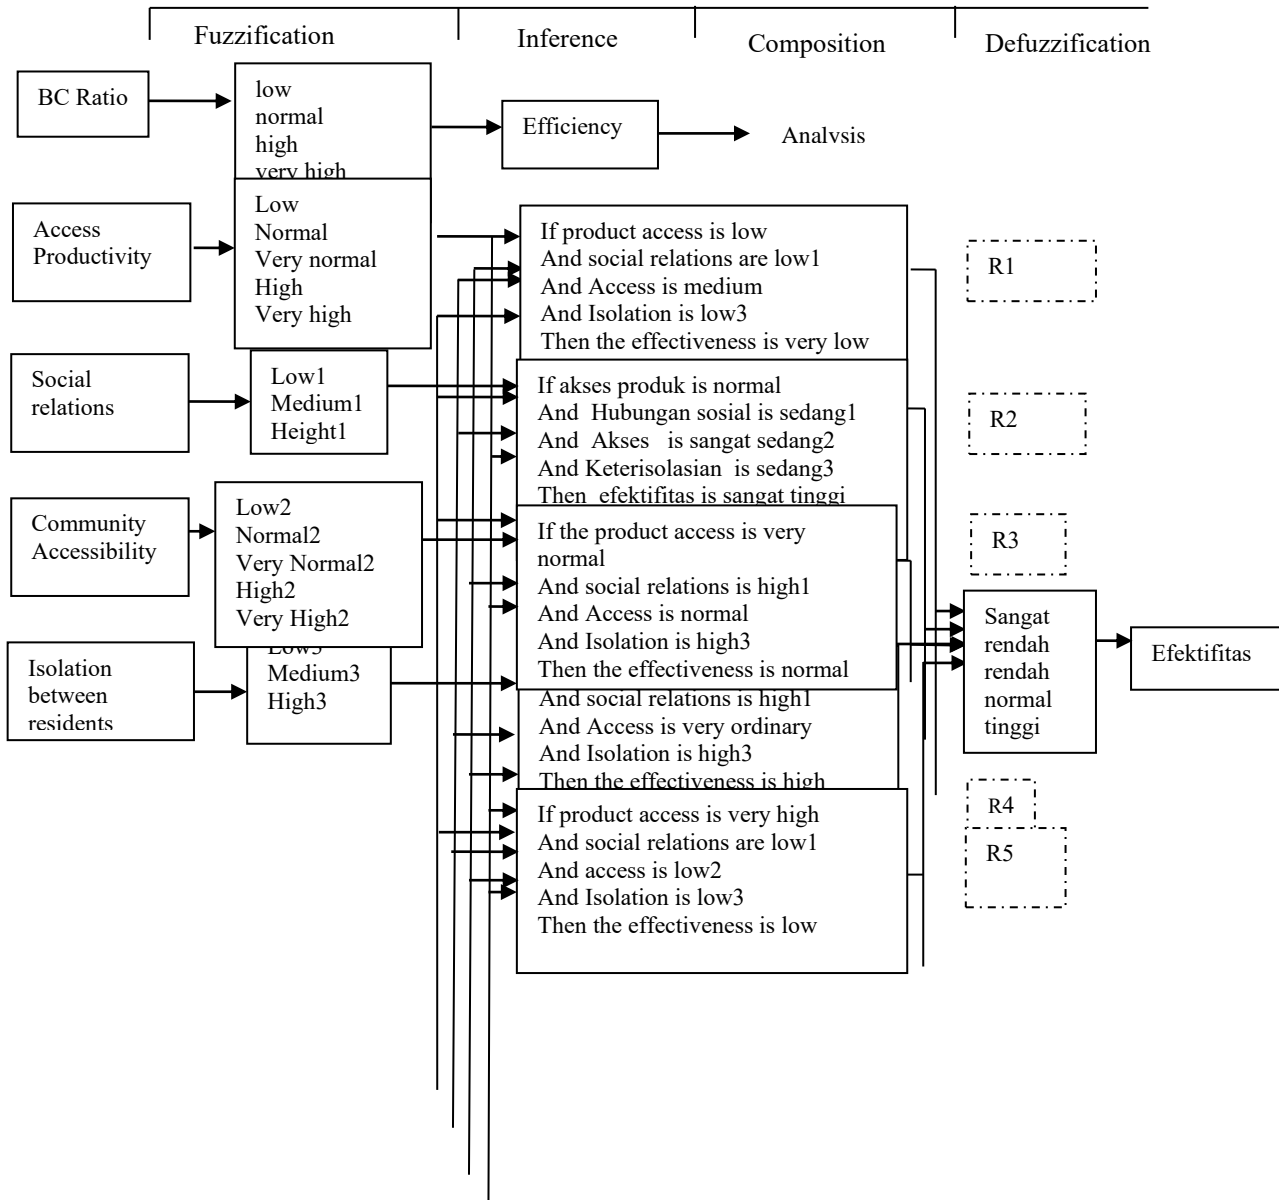 Fuzzification
Inference
Composition
Defuzzification
BC Ratio
low
normal
high
very high
Efficiency
Analysis
Access
Productivity
Low
Normal
Very normal
High
Very high
If product access is low
And social relations are low1
And Access is medium
And Isolation is low3
Then the effectiveness is very low
R1
Social
relations
Low1
Medium1
Height1
If akses produk is normal
And Hubungan sosial is sedang1
And Akses is sangat sedang2
And Keterisolasian is sedang3
Then efektifitas is sangat tinggi
R2
Community
Accessibility
Low2
Normal2
Very Normal2
High2
Very High2
If the product access is very
normal
And social relations is high1
And Access is normal
And Isolation is high3
Then the effectiveness is normal
R3
Isolation
between
residents
Low3
Medium3
High3
And social relations is high1
And Access is very ordinary
And Isolation is high3
Then the effectiveness is high
Sangat
rendah
rendah
normal
tinggi
Efektifitas
R4
If product access is very high
And social relations are low1
And access is low2
And Isolation is low3
Then the effectiveness is low
R5